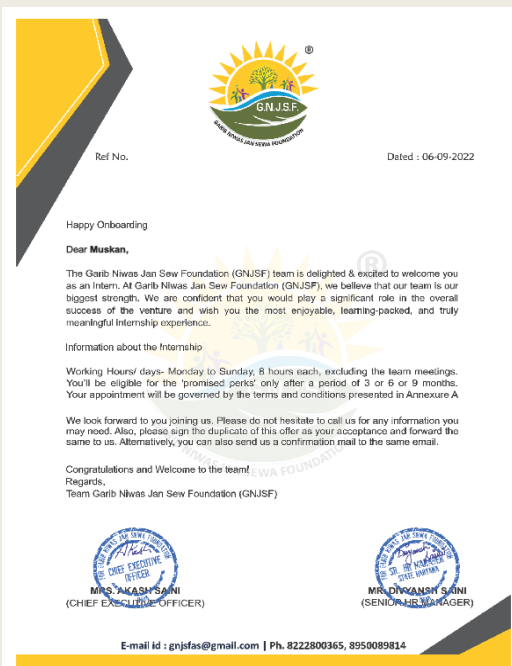 ®
G.N.J.S.F.
GARIB NIWAS JAN SEWA FOUNDATION
Ref No.
Dated : 06-09-2022
Happy Onboarding
Dear Muskan,
The Garib Niwas Jan Sew Foundation (GNJSF) team is delighted & excited to welcome you
as an Intern. At Garib Niwas Jan Sew Foundation (GNJSF), we believe that our team is our
biggest strength. We are confident that you would play a significant role in the overall
success of the venture and wish you the most enjoyable, learning-packed, and truly
meaningful internship experience.
Information about the Internship
Working Hours/ days- Monday to Sunday, 8 hours each, excluding the team meetings.
You'll be eligible for the 'promised perks' only after a period of 3 or 6 or 9 months.
Your appointment will be governed by the terms and conditions presented in Annexure A
We look forward to you joining us. Please do not hesitate to call us for any information you
may need. Also, please sign the duplicate of this offer as your acceptance and forward the
same to us. Alternatively, you can also send us a confirmation mail to the same email.
Congratulations and Welcome to the team!
Regards,
Team Garib Niwas Jan Sew Foundation (GNJSF)
FOR GARIB NIWAS JAN SEWA FOUNDATION
CHIEF EXECUTIVE
OFFICER
SR. HR MANAGER
STATE HARYANA
MRS. AKASH SAINI
(CHIEF EXECUTIVE OFFICER)
MR. DIVYANSH SAINI
(SENIOR HR MANAGER)
E-mail id : gnjsfas@gmail.com | Ph. 8222800365, 8950089814